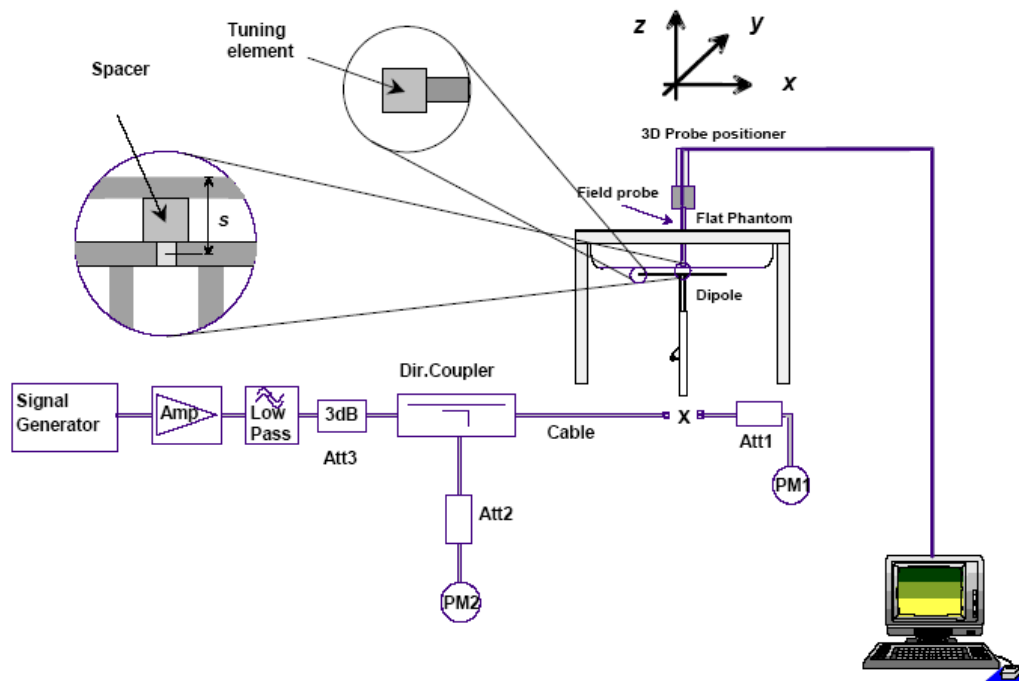 Tuning
element
Spacer
z
y
x
3D Probe positioner
Field probe
Flat Phantom
s
Dipole
Dir.Coupler
Signal
Generator
Amp
Low
Pass
3dB
Att3
Cable
X
Att1
PM1
Att2
PM2